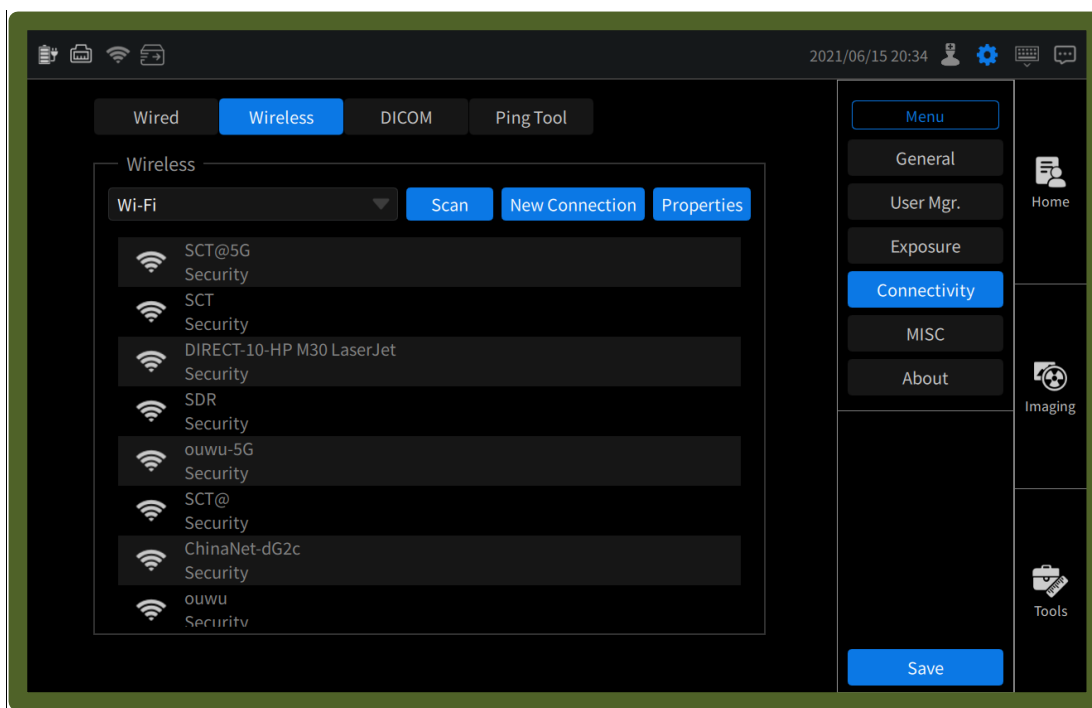 2021/06/15 20:34
Wired Wireless DICOM Ping Tool
Wireless
Wi-Fi Scan New Connection Properties
SCT@5G
Security
SCT
Security
DIRECT-10-HP M30 LaserJet
Security
SDR
Security
ouwu-5G
Security
SCT@
Security
ChinaNet-dG2c
Security
ouwu
Security
Menu
General
User Mgr.
Exposure
Connectivity
MISC
About
Save
Home
Imaging
Tools